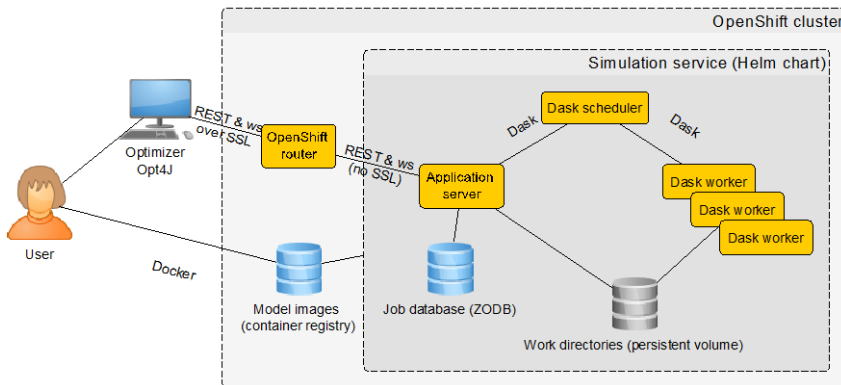 OpenShift cluster
Simulation service (Helm chart)
Dask scheduler
Dask
Dask
REST & ws
over SSL
OpenShift
router
REST & ws
(no SSL)
Application
server
Optimizer
Opt4J
Dask worker
Dask worker
Dask worker
User
Docker
Model images
(container registry)
Job database (ZODB)
Work directories (persistent volume)